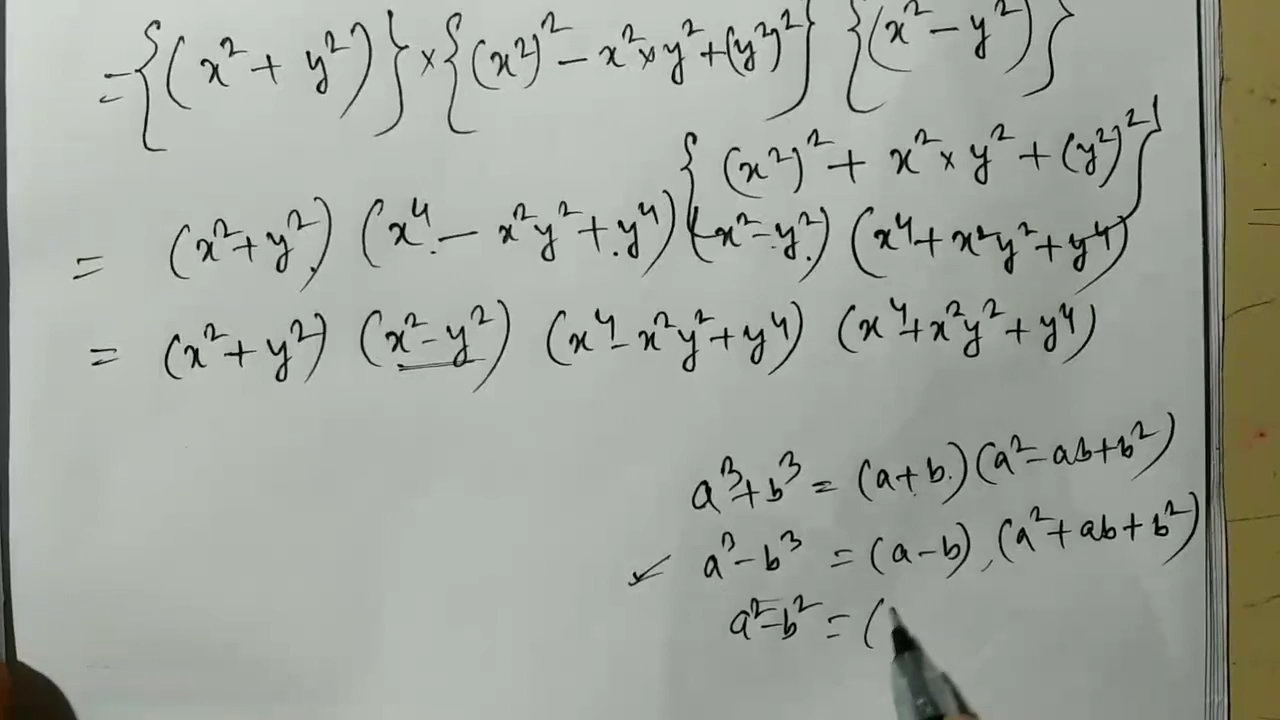 = {(x² + y²)} × {(x²)² - x² × y² + (y²)²} {(x² - y²)}
{(x²)² + x² × y² + (y²)²}
= (x² + y²) (x⁴ - x²y² + y⁴) (x² - y²) (x⁴ + x²y² + y⁴)
= (x² + y²) (x² - y²) (x⁴ - x²y² + y⁴) (x⁴ + x²y² + y⁴)
a³ + b³ = (a + b) (a² - ab + b²)
✓ a³ - b³ = (a - b) (a² + ab + b²)
a² - b² = (